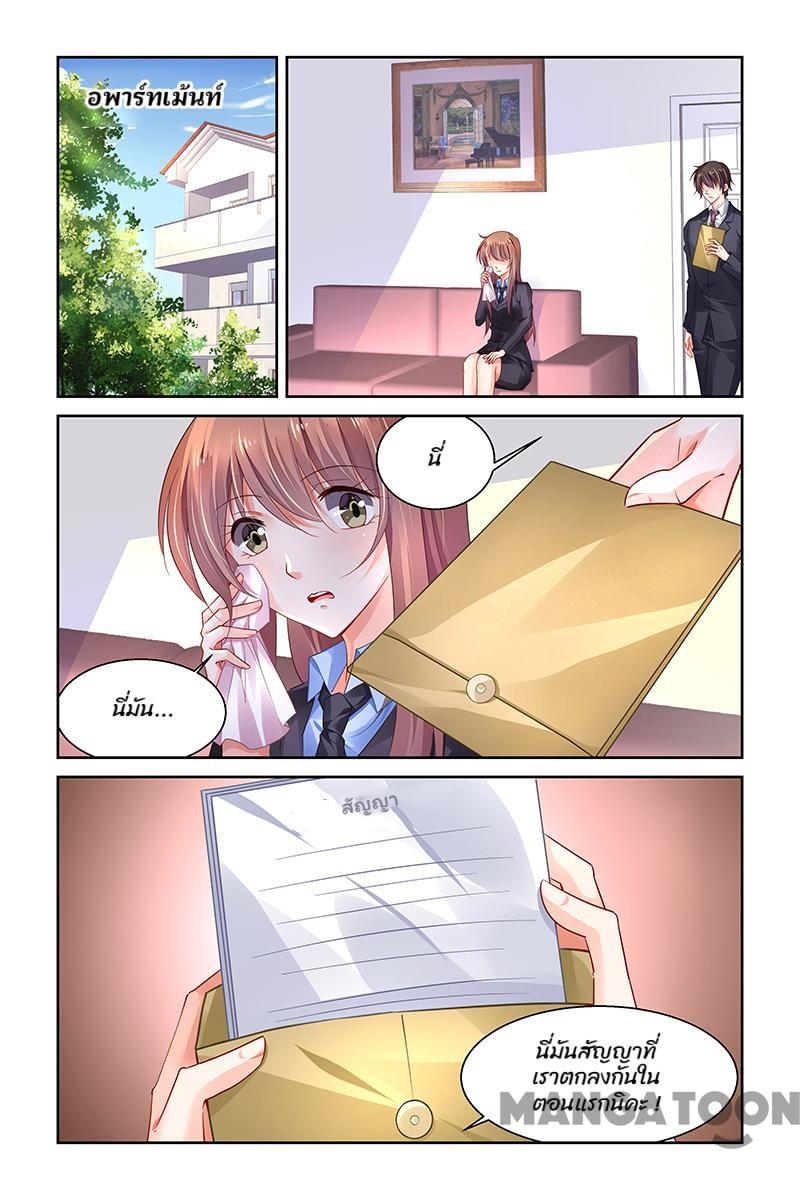 อพาร์ทเม้นท์
นี่
นี่มัน...
สัญญา
นี่มันสัญญาที่
เราตกลงกันใน
ตอนแรกนิคะ !
MANGA TOON